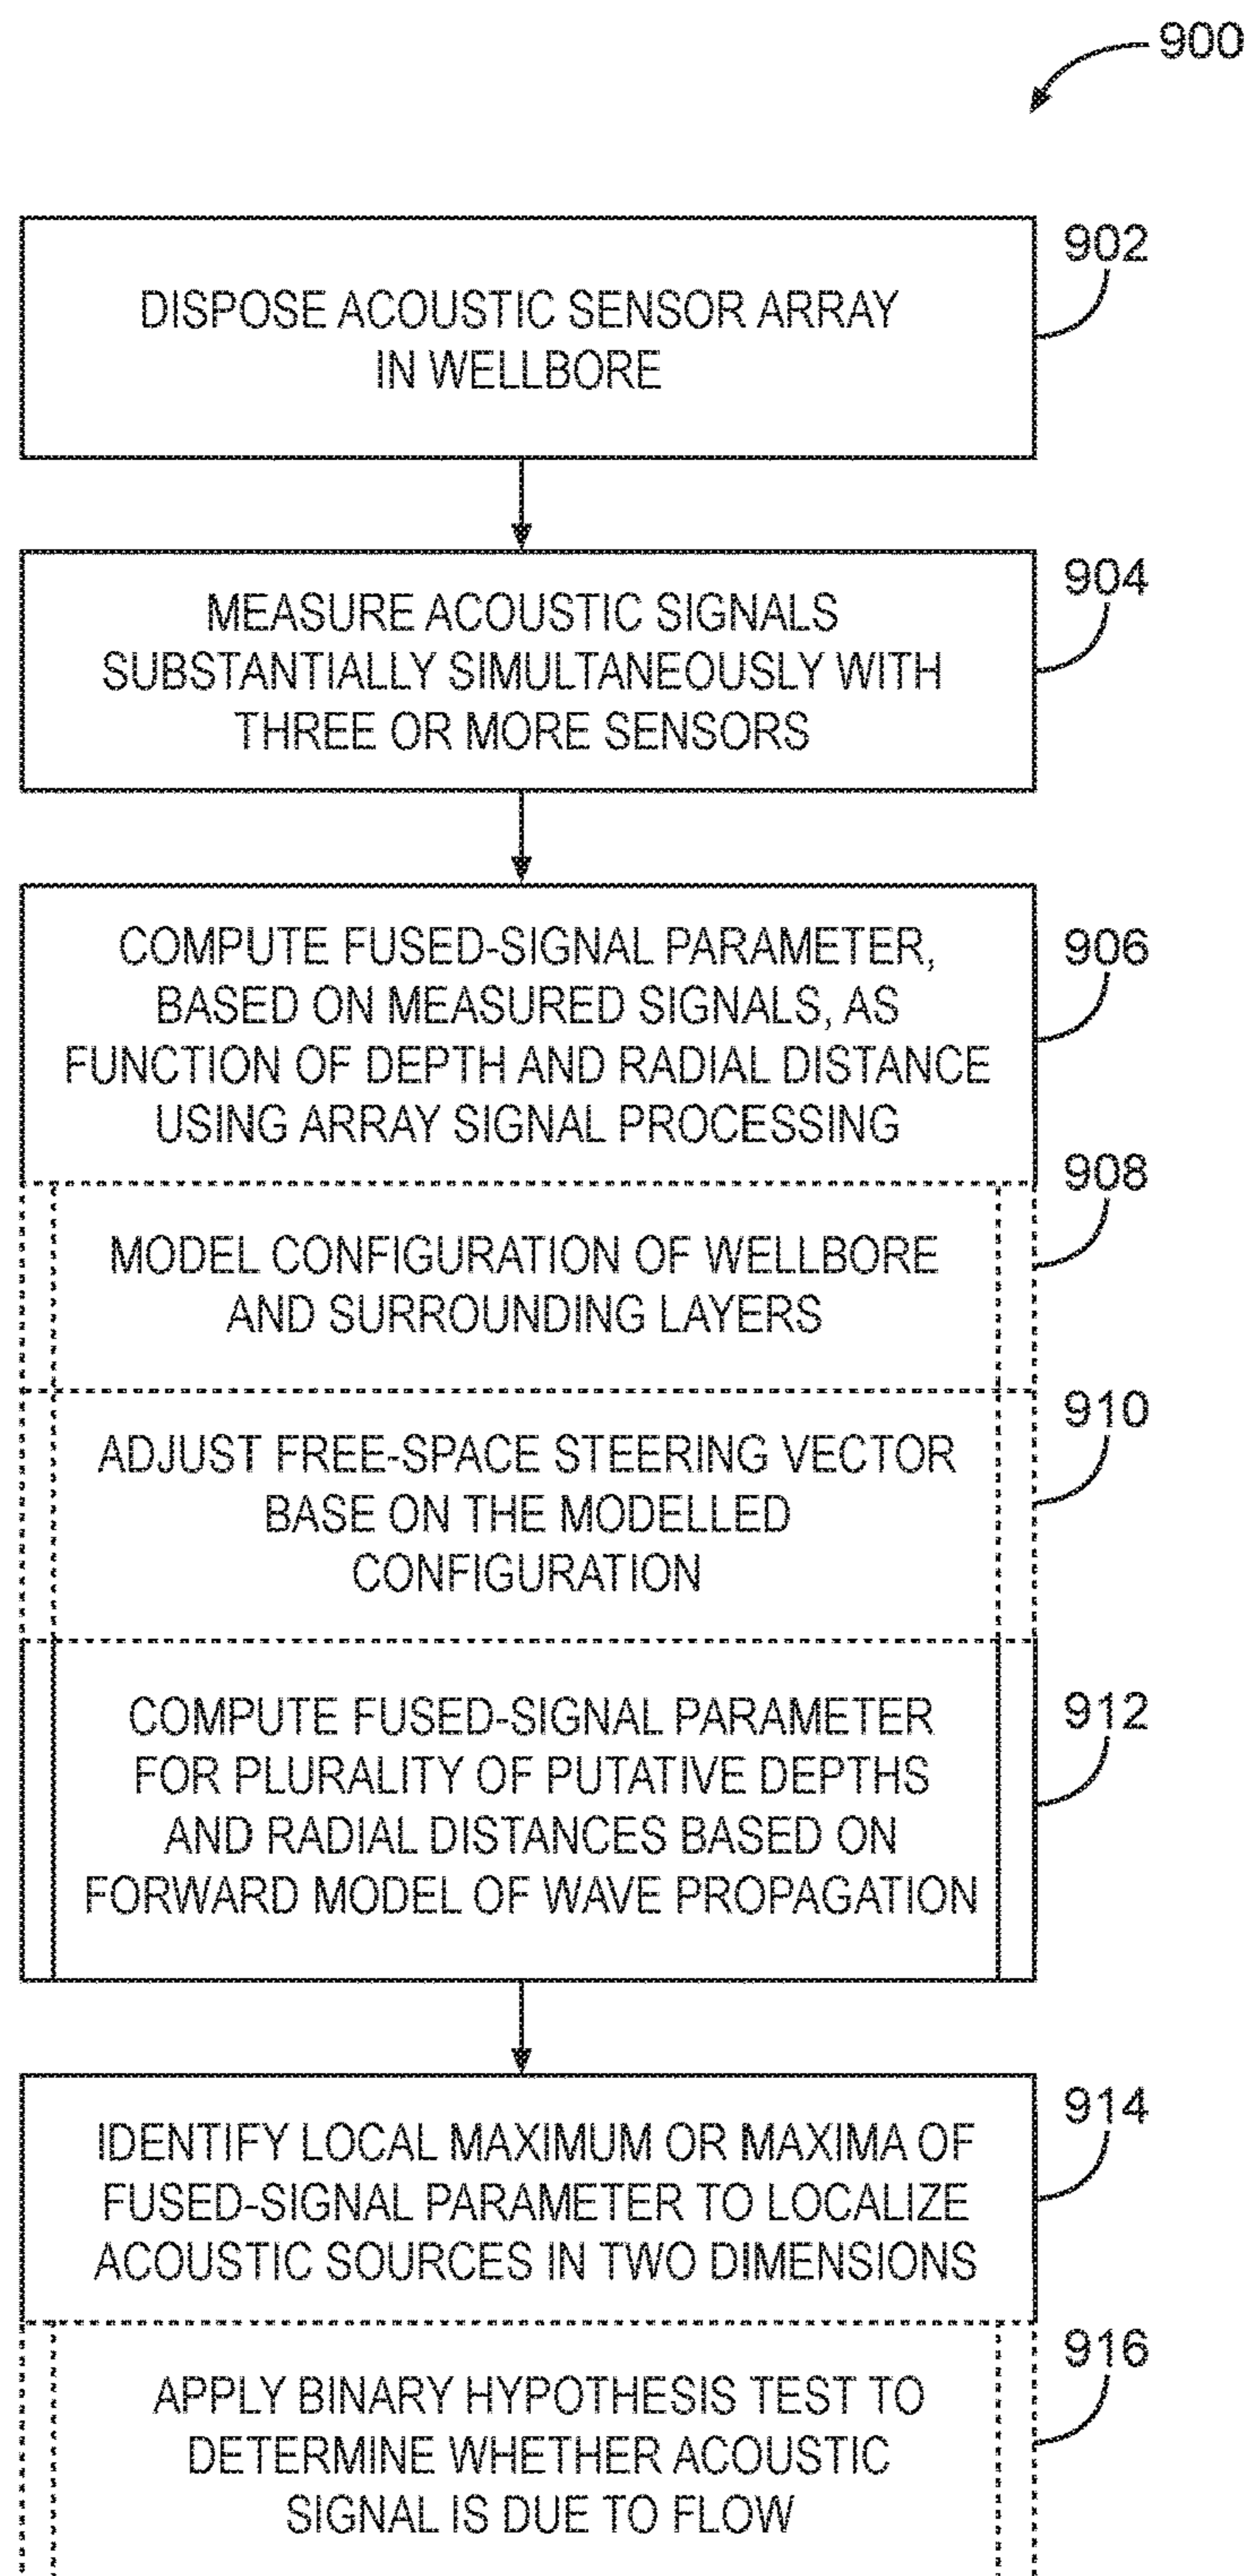 900
902
DISPOSE ACOUSTIC SENSOR ARRAY
IN WELLBORE
904
MEASURE ACOUSTIC SIGNALS
SUBSTANTIALLY SIMULTANEOUSLY WITH
THREE OR MORE SENSORS
906
COMPUTE FUSED-SIGNAL PARAMETER,
BASED ON MEASURED SIGNALS, AS
FUNCTION OF DEPTH AND RADIAL DISTANCE
USING ARRAY SIGNAL PROCESSING
908
MODEL CONFIGURATION OF WELLBORE
AND SURROUNDING LAYERS
910
ADJUST FREE-SPACE STEERING VECTOR
BASE ON THE MODELLED
CONFIGURATION
912
COMPUTE FUSED-SIGNAL PARAMETER
FOR PLURALITY OF PUTATIVE DEPTHS
AND RADIAL DISTANCES BASED ON
FORWARD MODEL OF WAVE PROPAGATION
914
IDENTIFY LOCAL MAXIMUM OR MAXIMA OF
FUSED-SIGNAL PARAMETER TO LOCALIZE
ACOUSTIC SOURCES IN TWO DIMENSIONS
916
APPLY BINARY HYPOTHESIS TEST TO
DETERMINE WHETHER ACOUSTIC
SIGNAL IS DUE TO FLOW